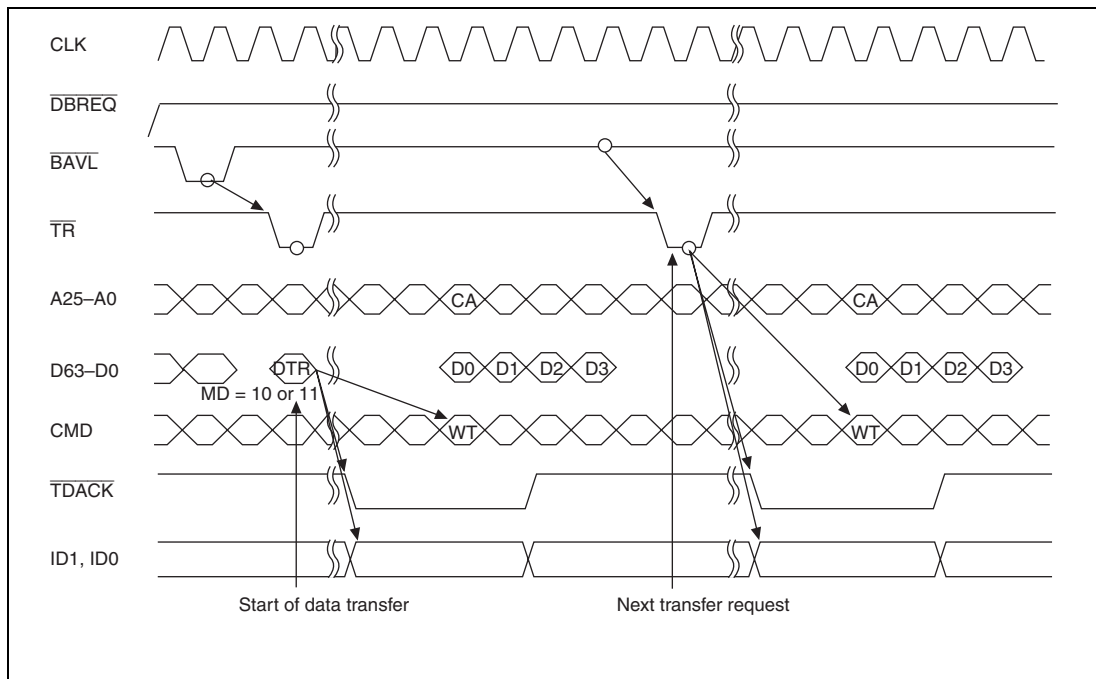 CLK
DBREQ
BAVL
TR
A25–A0 CA CA
D63–D0 DTR D0 D1 D2 D3 D0 D1 D2 D3
MD = 10 or 11
CMD WT WT
TDACK
ID1, ID0
Start of data transfer Next transfer request